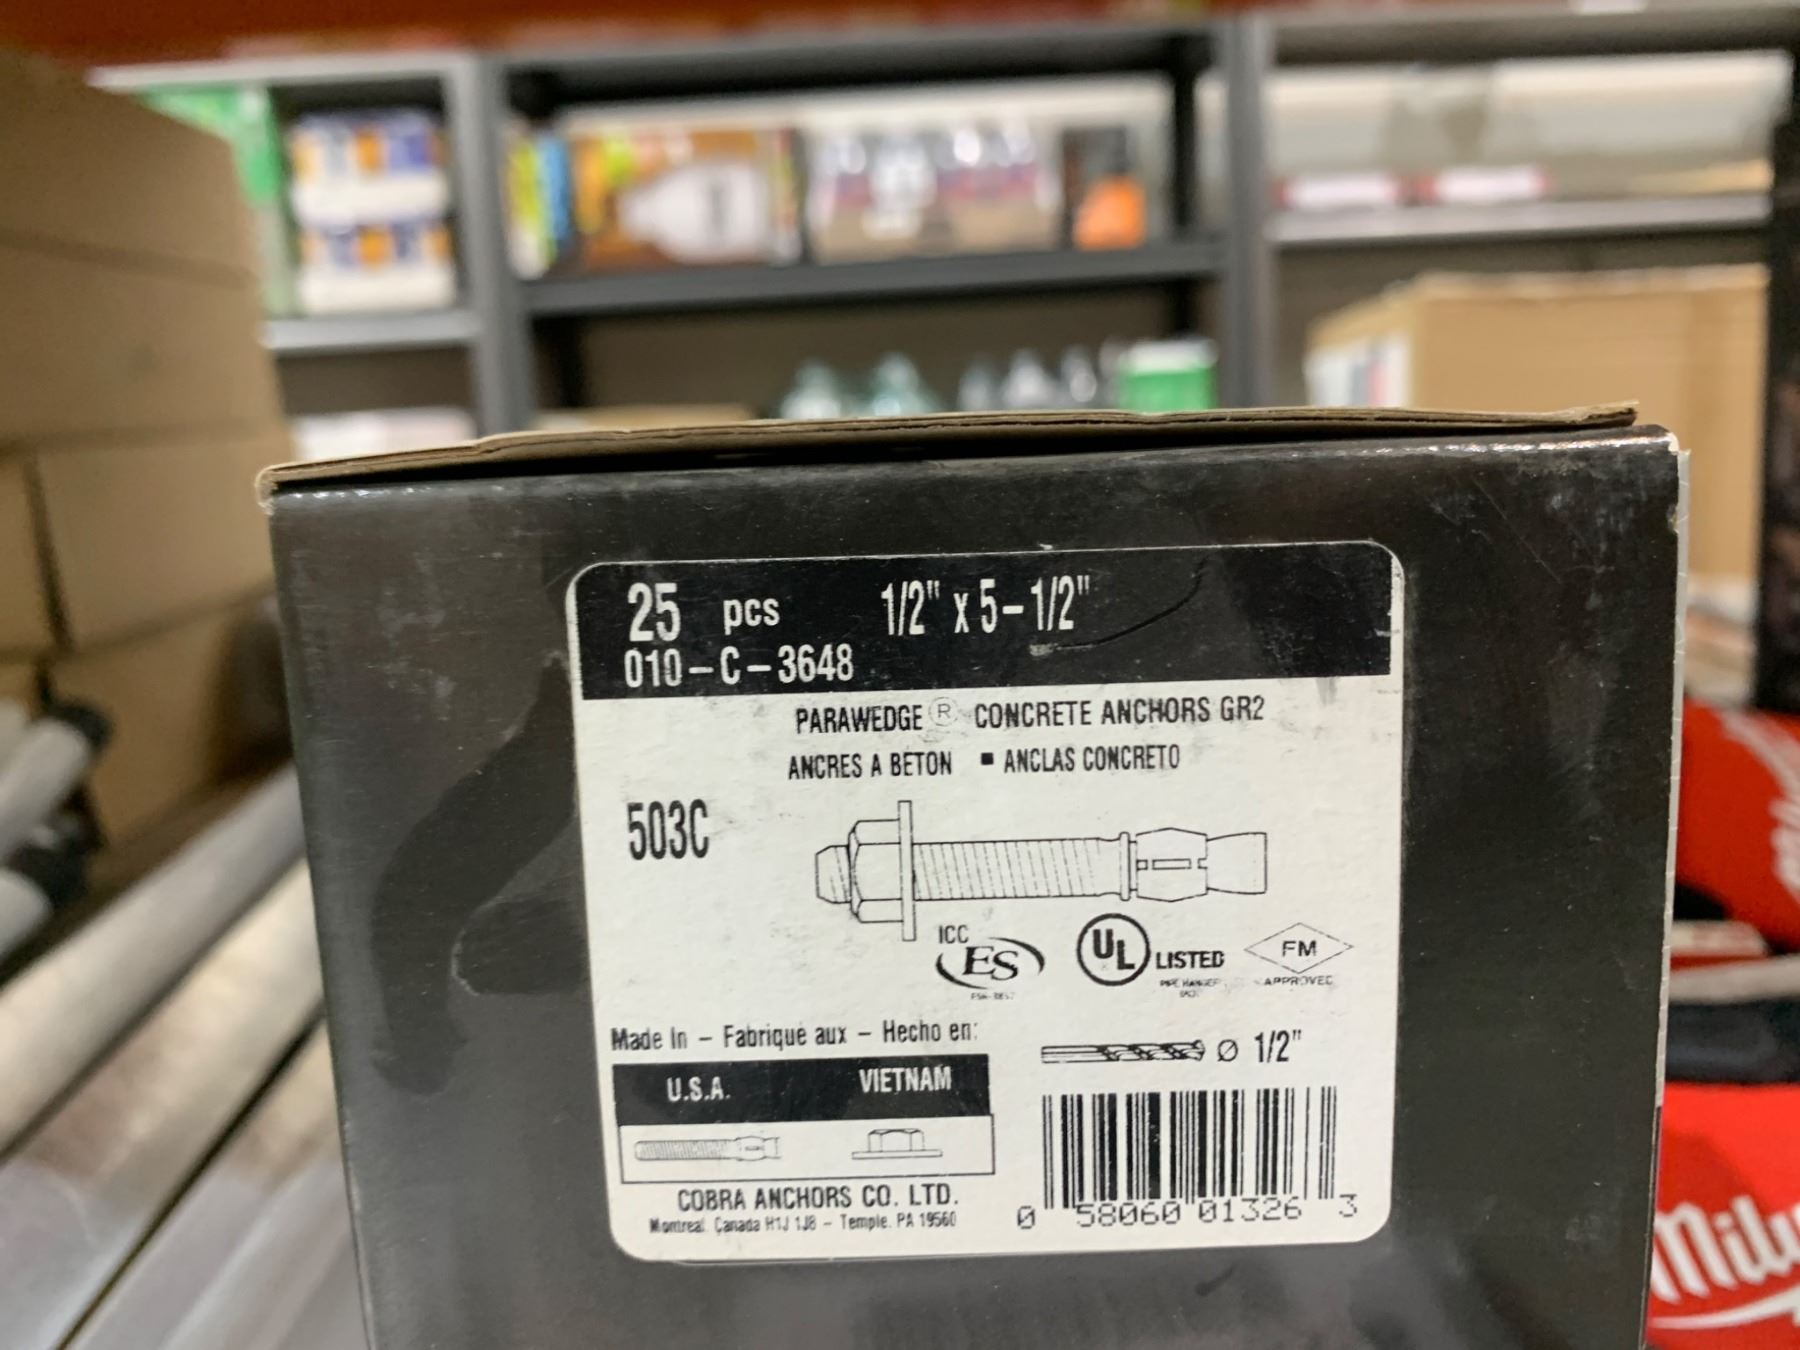 25 pcs 1/2" x 5-1/2"
010-C-3648
PARAWEDGE ® CONCRETE ANCHORS GR2
ANCRES A BETON ▪ ANCLAS CONCRETO
503C
ICC
ES
UL LISTED
FM
APPROVED
Made In – Fabrique aux – Hecho en:
U.S.A. VIETNAM
Ø 1/2"
COBRA ANCHORS CO. LTD.
Montreal. Canada H1J 1J8 – Temple. PA 19560
0 58060 01326 3